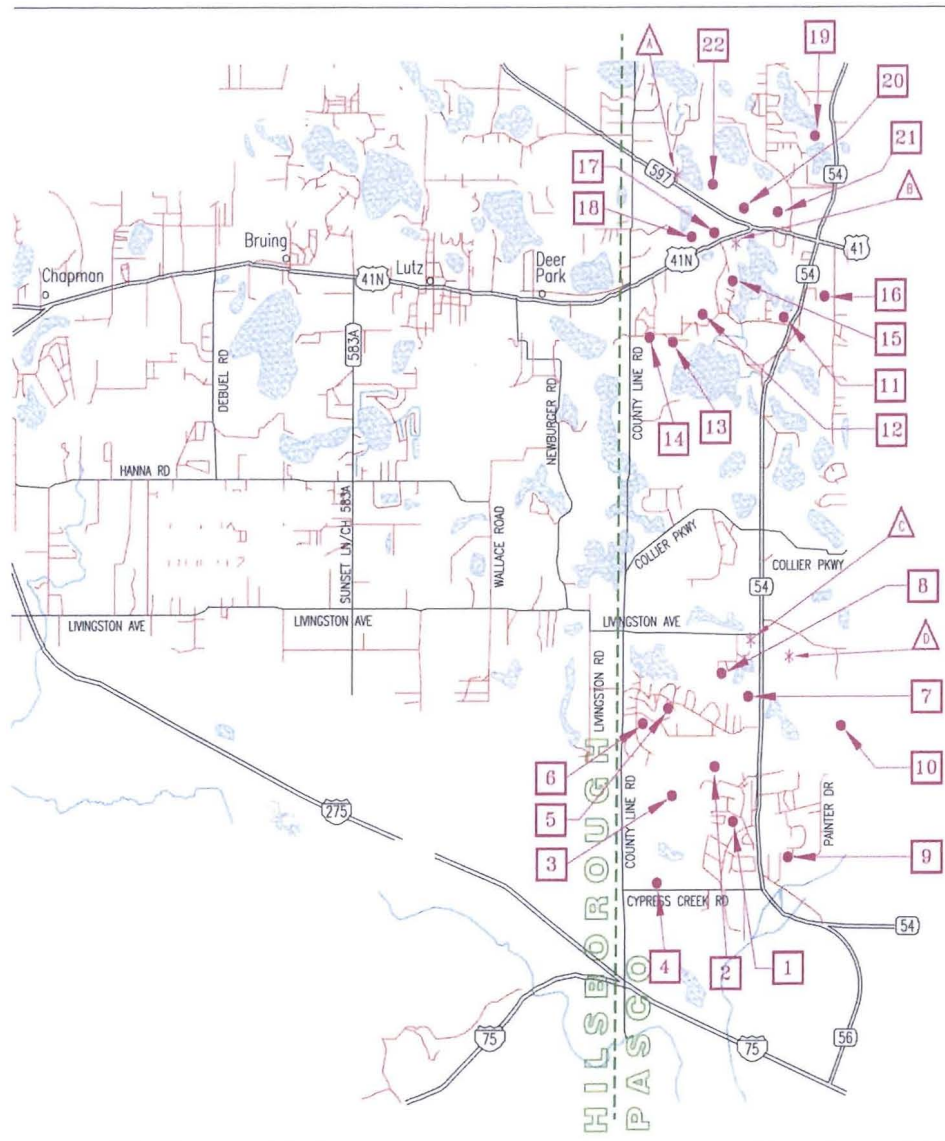 A
22
19
20
597
54
17
21
B
18
Bruing
41
Chapman
Lutz
Deer
Park
41N
41N
54
16
583A
15
COUNTY LINE RD
DEBUEL RD
11
NEWBURGER RD
14
13
12
HANNA RD
SUNSET LN/CH 583A
WALLACE ROAD
COLLIER PKWY
C
COLLIER PKWY
8
54
LIVINGSTON AVE
LIVINGSTON AVE
LIVINGSTON AVE
D
LIVINGSTON RD
7
6
10
5
COUNTY LINE RD
PAINTER DR
275
3
9
CYPRESS CREEK RD
54
4
2
1
75
75
56
HILSBOROUGH
PASCO